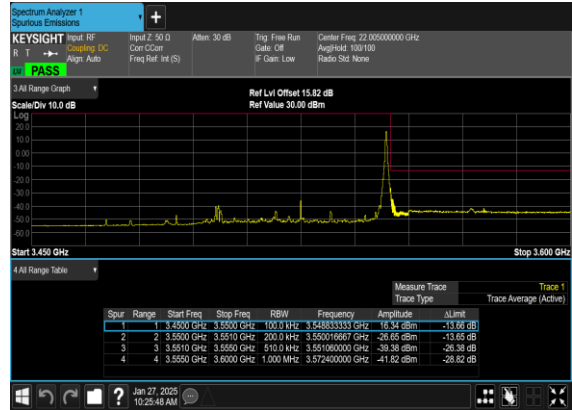 Spectrum Analyzer 1
Spurious Emissions
KEYSIGHT Input: RF Input Z: 50 Ω Atten: 30 dB Trig: Free Run Center Freq: 22.005000000 GHz
R T Coupling: DC Corr CCorr Gate: Off Avg|Hold: 100/100
Align: Auto Freq Ref: Int (S) IF Gain: Low Radio Std: None
LW PASS
3 All Range Graph
Ref Lvl Offset 15.82 dB
Scale/Div 10.0 dB Ref Value 30.00 dBm
Log
20.0
10.0
0.00
-10.0
-20.0
-30.0
-40.0
-50.0
-60.0
Start 3.450 GHz Stop 3.600 GHz
4 All Range Table
Measure Trace Trace 1
Trace Type Trace Average (Active)
Spur Range Start Freq Stop Freq RBW Frequency Amplitude ΔLimit
1 1 3.4500 GHz 3.5500 GHz 100.0 kHz 3.548833333 GHz 16.34 dBm -13.66 dB
2 2 3.5500 GHz 3.5510 GHz 200.0 kHz 3.550016667 GHz -26.65 dBm -13.65 dB
3 3 3.5510 GHz 3.5550 GHz 510.0 kHz 3.551060000 GHz -39.38 dBm -26.38 dB
4 4 3.5550 GHz 3.6000 GHz 1.000 MHz 3.572400000 GHz -41.82 dBm -28.82 dB
? Jan 27, 2025
10:25:48 AM